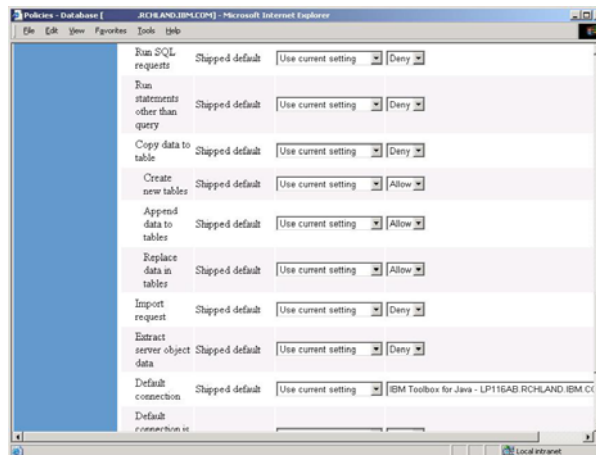 Policies - Database [ .RCHLAND.IBM.COM] - Microsoft Internet Explorer
File Edit View Favorites Tools Help
Run SQL requests Shipped default Use current setting Deny
Run statements other than query Shipped default Use current setting Deny
Copy data to table Shipped default Use current setting Deny
Create new tables Shipped default Use current setting Allow
Append data to tables Shipped default Use current setting Allow
Replace data in tables Shipped default Use current setting Allow
Import request Shipped default Use current setting Deny
Extract server object data Shipped default Use current setting Deny
Default connection Shipped default Use current setting IBM Toolbox for Java - LP116AB.RCHLAND.IBM.CO
Default connection is
Local intranet